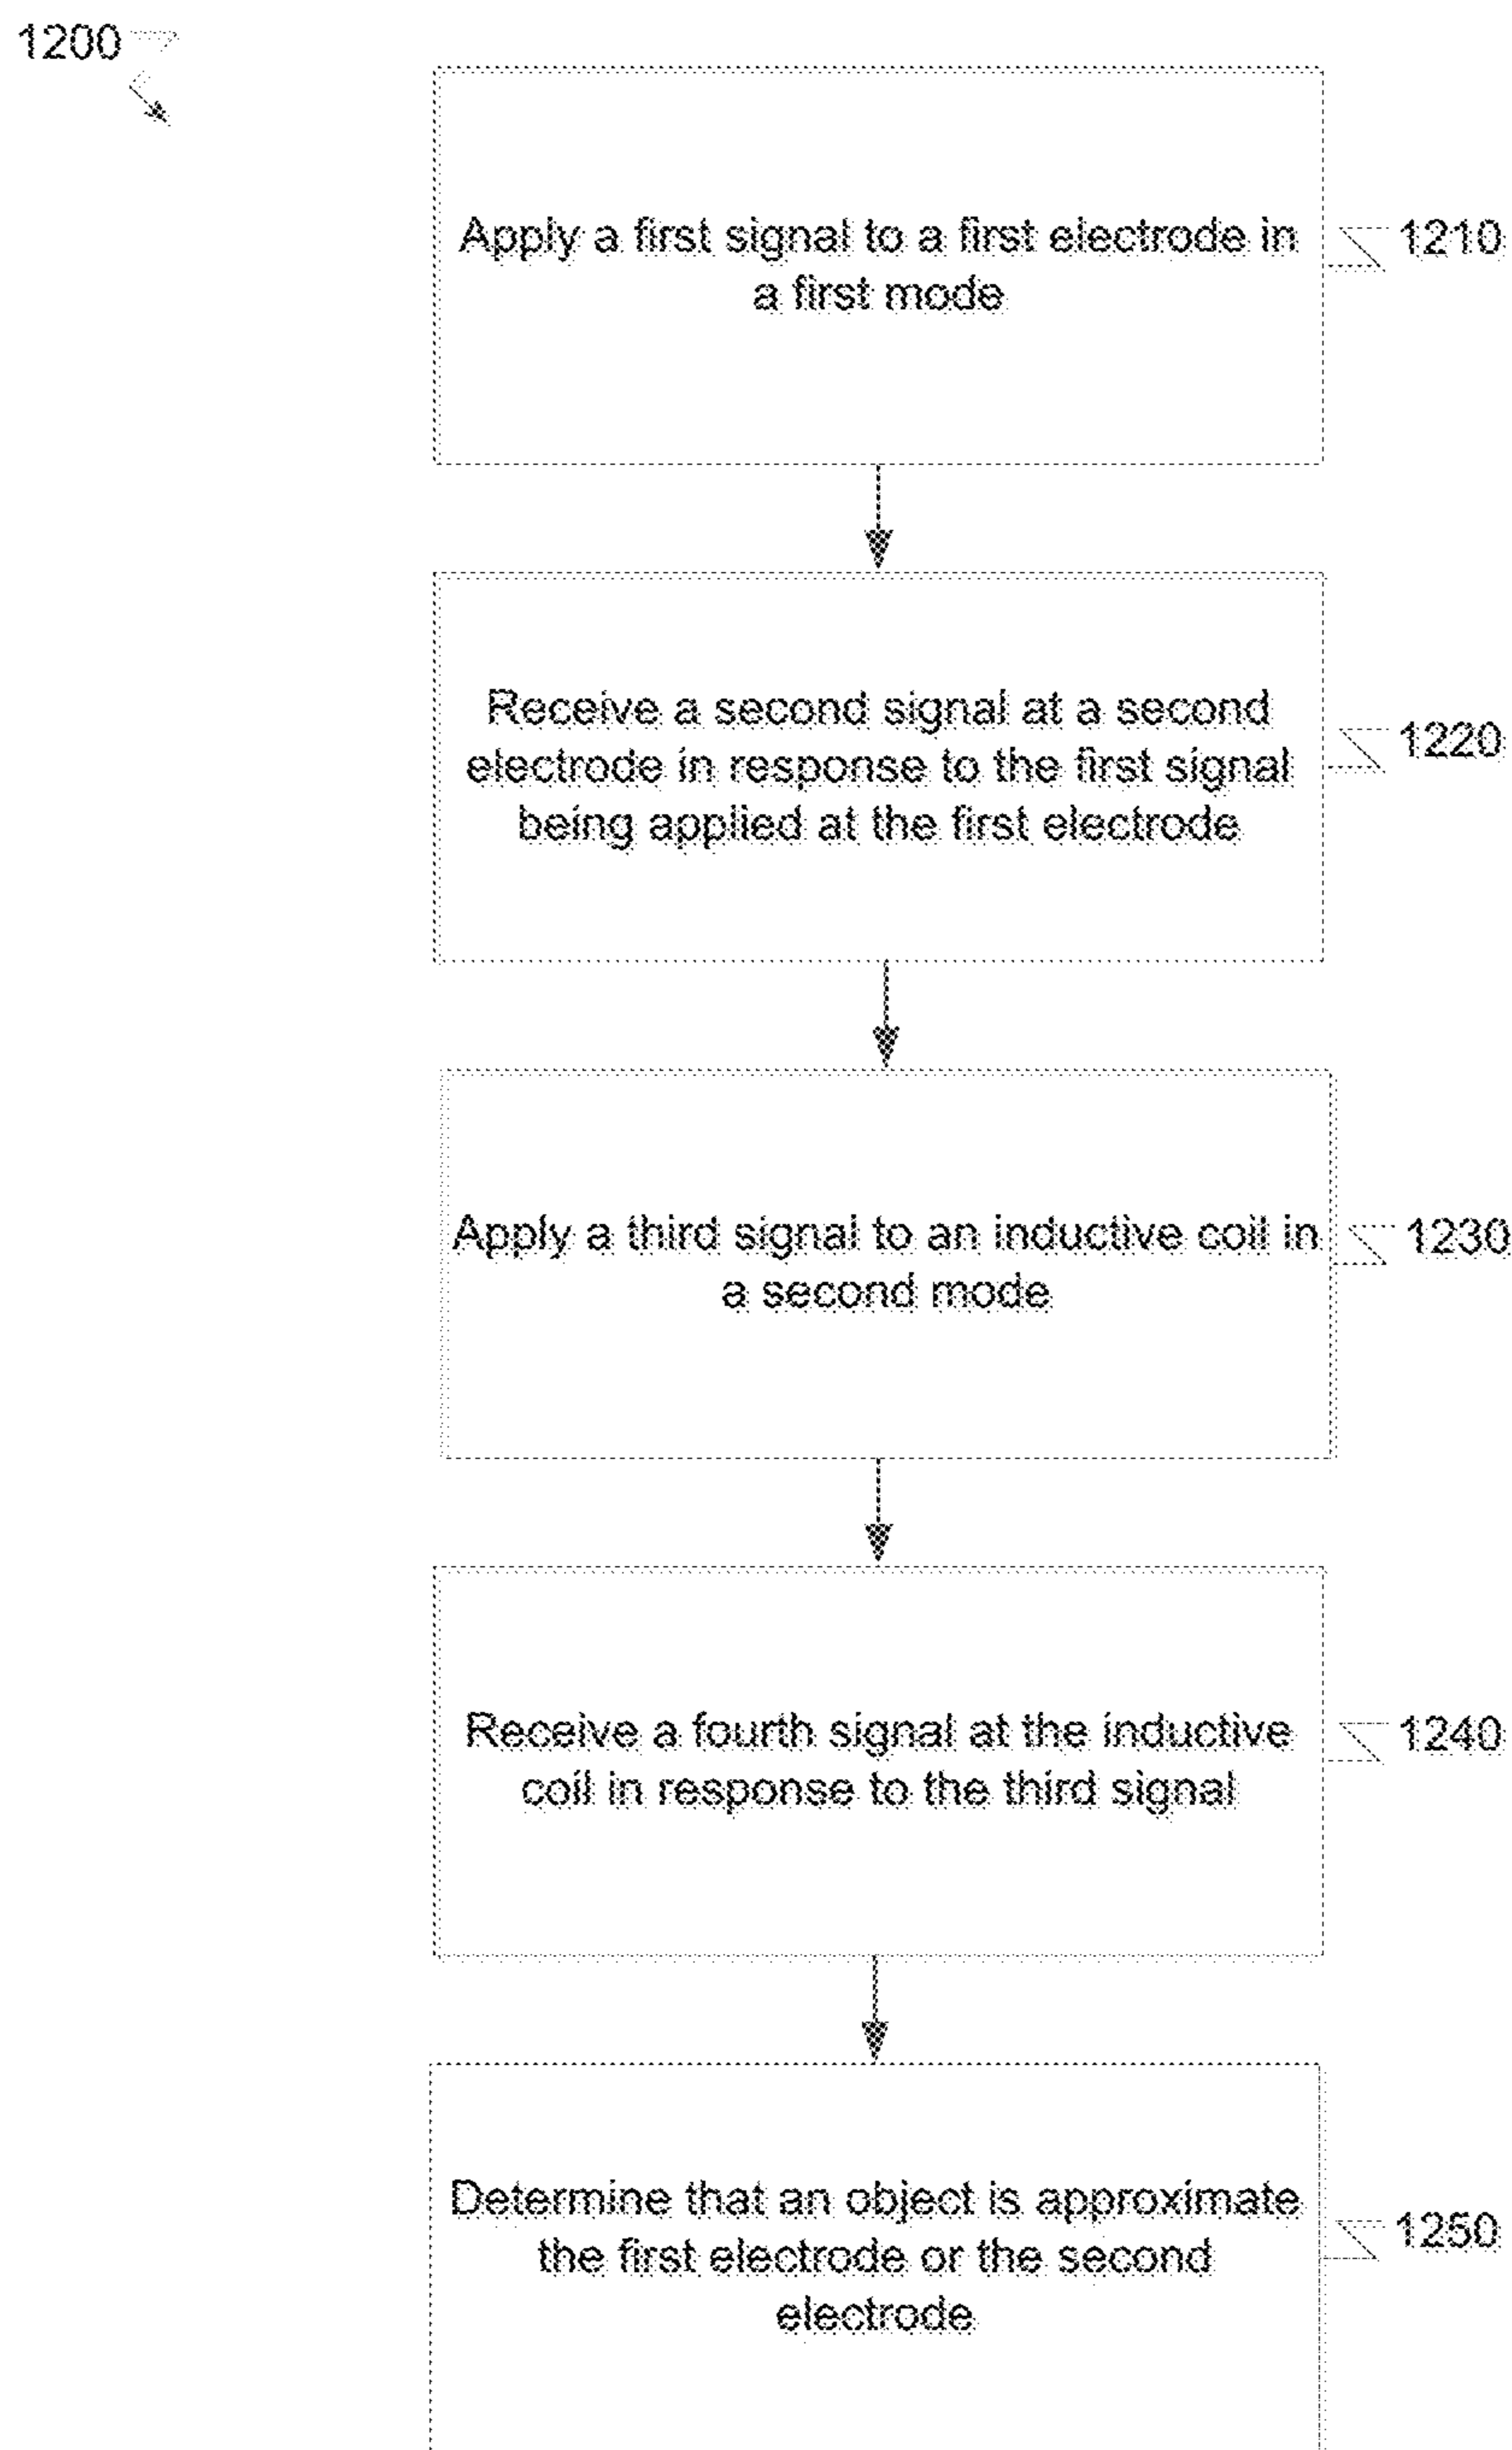 1200
Apply a first signal to a first electrode in
a first mode
1210
Receive a second signal at a second
electrode in response to the first signal
being applied at the first electrode
1220
Apply a third signal to an inductive coil in
a second mode
1230
Receive a fourth signal at the inductive
coil in response to the third signal
1240
Determine that an object is approximate
the first electrode or the second
electrode
1250